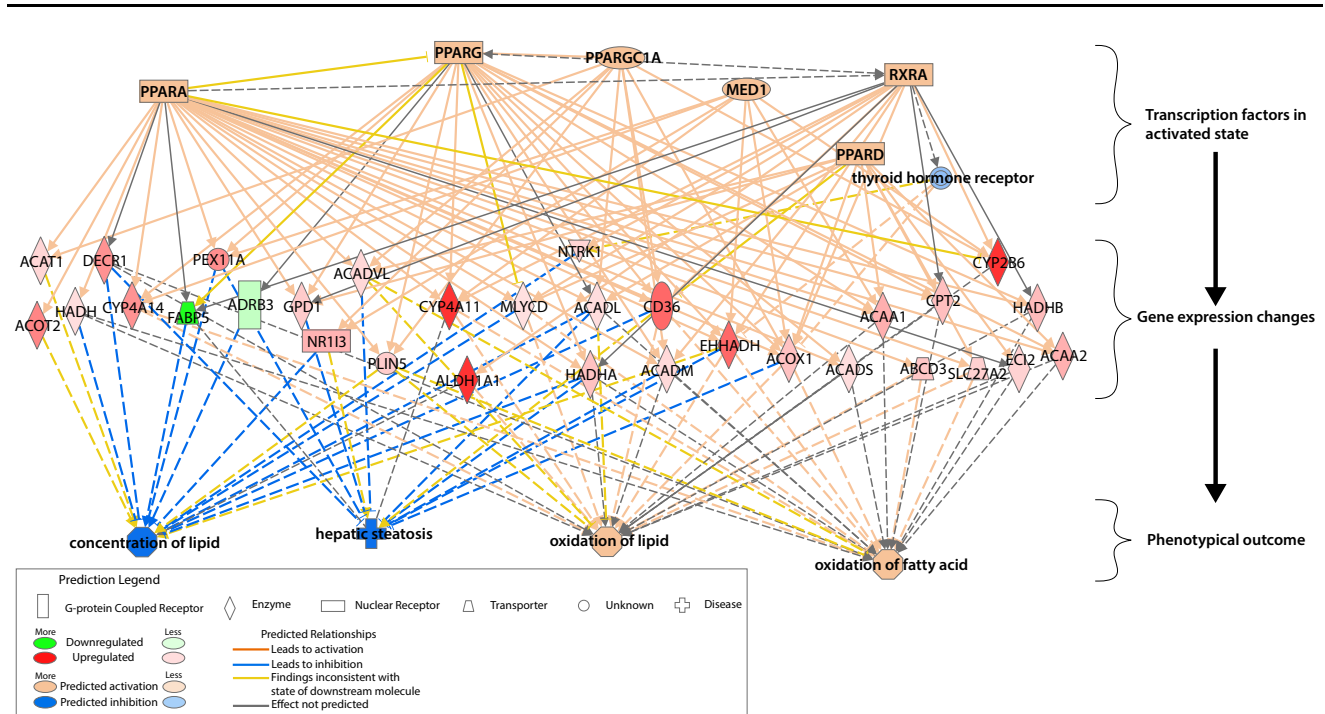 PPARG
PPARGC1A
RXRA
PPARA
MED1
PPARD
thyroid hormone receptor
Transcription factors in
activated state
ACAT1
DECR1
PEX11A
ACADVL
NTRK1
CYP2B6
ACOT2
HADH
CYP4A14
FABP5
ADRB3
GPD1
CYP4A11
MLYCD
ACADL
CD36
ACAA1
CPT2
HADHB
Gene expression changes
NR1I3
PLIN5
ALDH1A1
HADHA
ACADM
EHHADH
ACOX1
ACADS
ABCD3
SLC27A2
ECI2
ACAA2
concentration of lipid
hepatic steatosis
oxidation of lipid
oxidation of fatty acid
Phenotypical outcome
Prediction Legend
G-protein Coupled Receptor
Enzyme
Nuclear Receptor
Transporter
Unknown
Disease
More
Less
Downregulated
Upregulated
More
Less
Predicted activation
Predicted inhibition
Predicted Relationships
Leads to activation
Leads to inhibition
Findings inconsistent with
state of downstream molecule
Effect not predicted